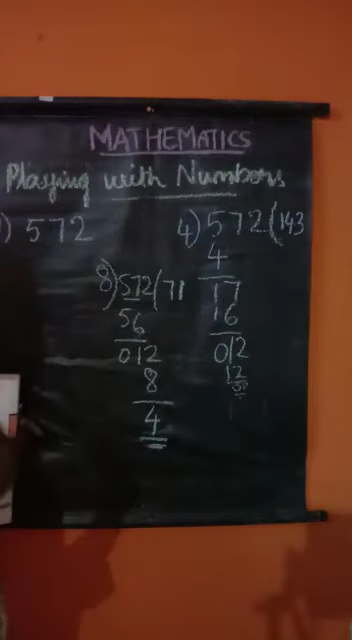 MATHEMATICS
Playing with Numbers
) 572
4) 572 (143
4
17
16
012
12
8) 572 (71
56
012
8
4